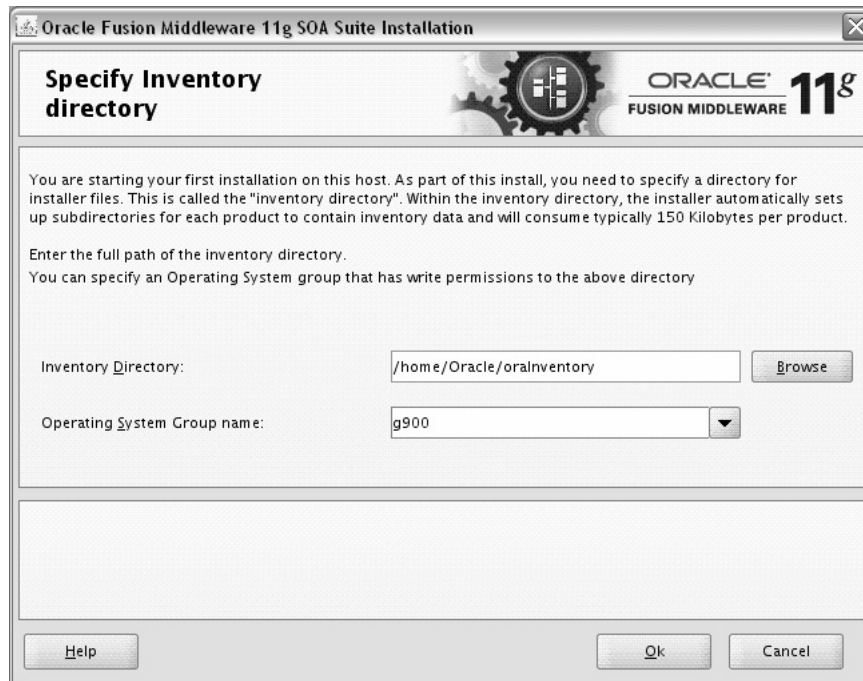 Oracle Fusion Middleware 11g SOA Suite Installation
Specify Inventory
directory
ORACLE
FUSION MIDDLEWARE
11g
You are starting your first installation on this host. As part of this install, you need to specify a directory for
installer files. This is called the "inventory directory". Within the inventory directory, the installer automatically sets
up subdirectories for each product to contain inventory data and will consume typically 150 Kilobytes per product.
Enter the full path of the inventory directory.
You can specify an Operating System group that has write permissions to the above directory
Inventory Directory:
/home/Oracle/oraInventory
Browse
Operating System Group name:
g900
Help
Ok
Cancel